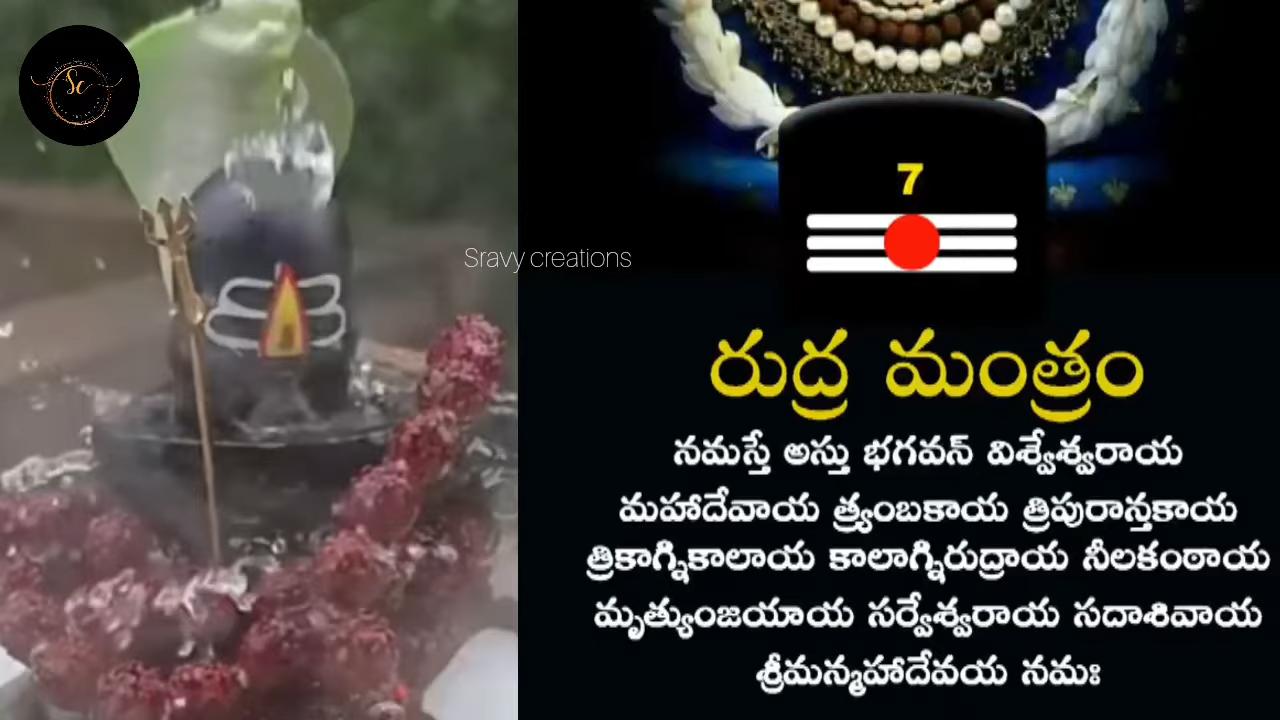 Sc
Sravy creations
7
రుద్ర మంత్రం
నమస్తే అస్తు భగవన్ విశ్వేశ్వరాయ
మహాదేవాయ త్ర్యంబకాయ త్రిపురాన్తకాయ
త్రికాగ్నికాలాయ కాలాగ్నిరుద్రాయ నీలకంఠాయ
మృత్యుంజయాయ సర్వేశ్వరాయ సదాశివాయ
శ్రీమన్మహాదేవయ నమః